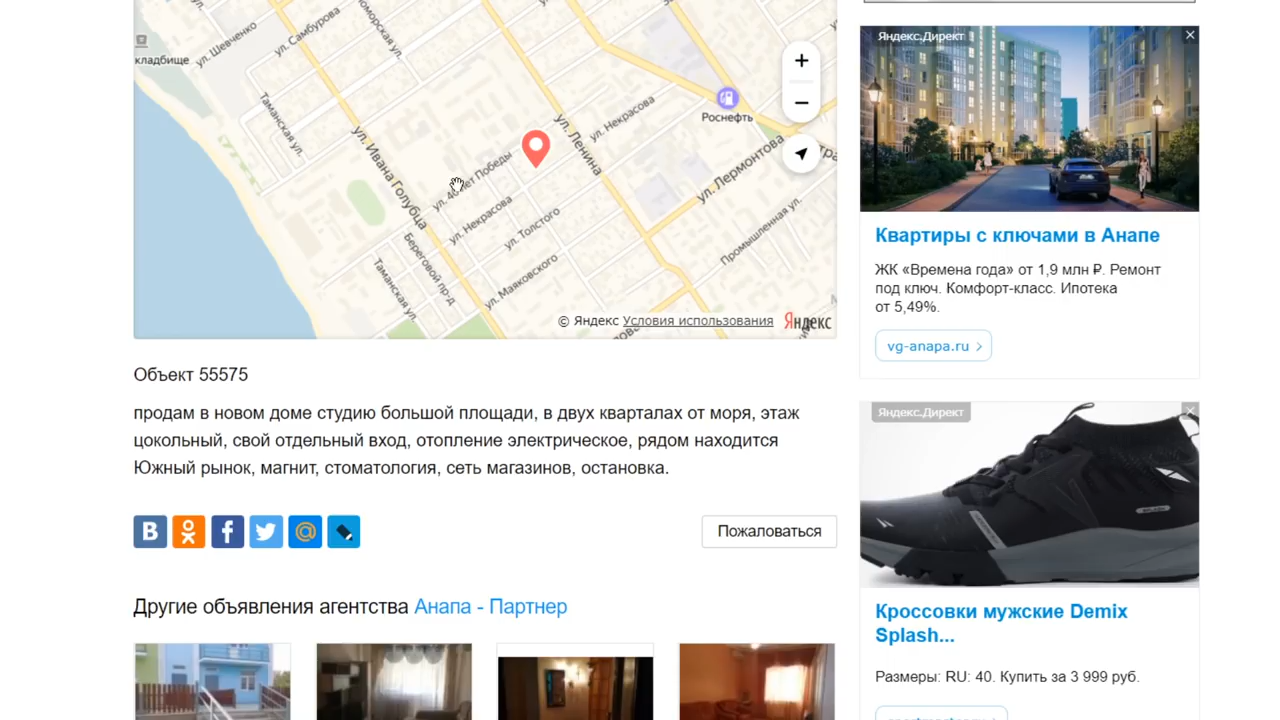 ул. Шевченко
ул. Самбурова
кладбище
Таманская ул.
ул. Ивана Голубца
ул. 40 лет Победы
ул. Ленина
ул. Некрасова
Роснефть
ул. Лермонтова
ул. Некрасова
ул. Толстого
Промышленная ул.
Береговой пр-д
Таманская ул.
ул. Маяковского
© Яндекс Условия использования Яндекс
Объект 55575
продам в новом доме студию большой площади, в двух кварталах от моря, этаж
цокольный, свой отдельный вход, отопление электрическое, рядом находится
Южный рынок, магнит, стоматология, сеть магазинов, остановка.
Пожаловаться
Другие объявления агентства Анапа - Партнер
Яндекс.Директ
Квартиры с ключами в Анапе
ЖК «Времена года» от 1,9 млн ₽. Ремонт
под ключ. Комфорт-класс. Ипотека
от 5,49%.
vg-anapa.ru
Яндекс.Директ
Кроссовки мужские Demix
Splash...
Размеры: RU: 40. Купить за 3 999 руб.